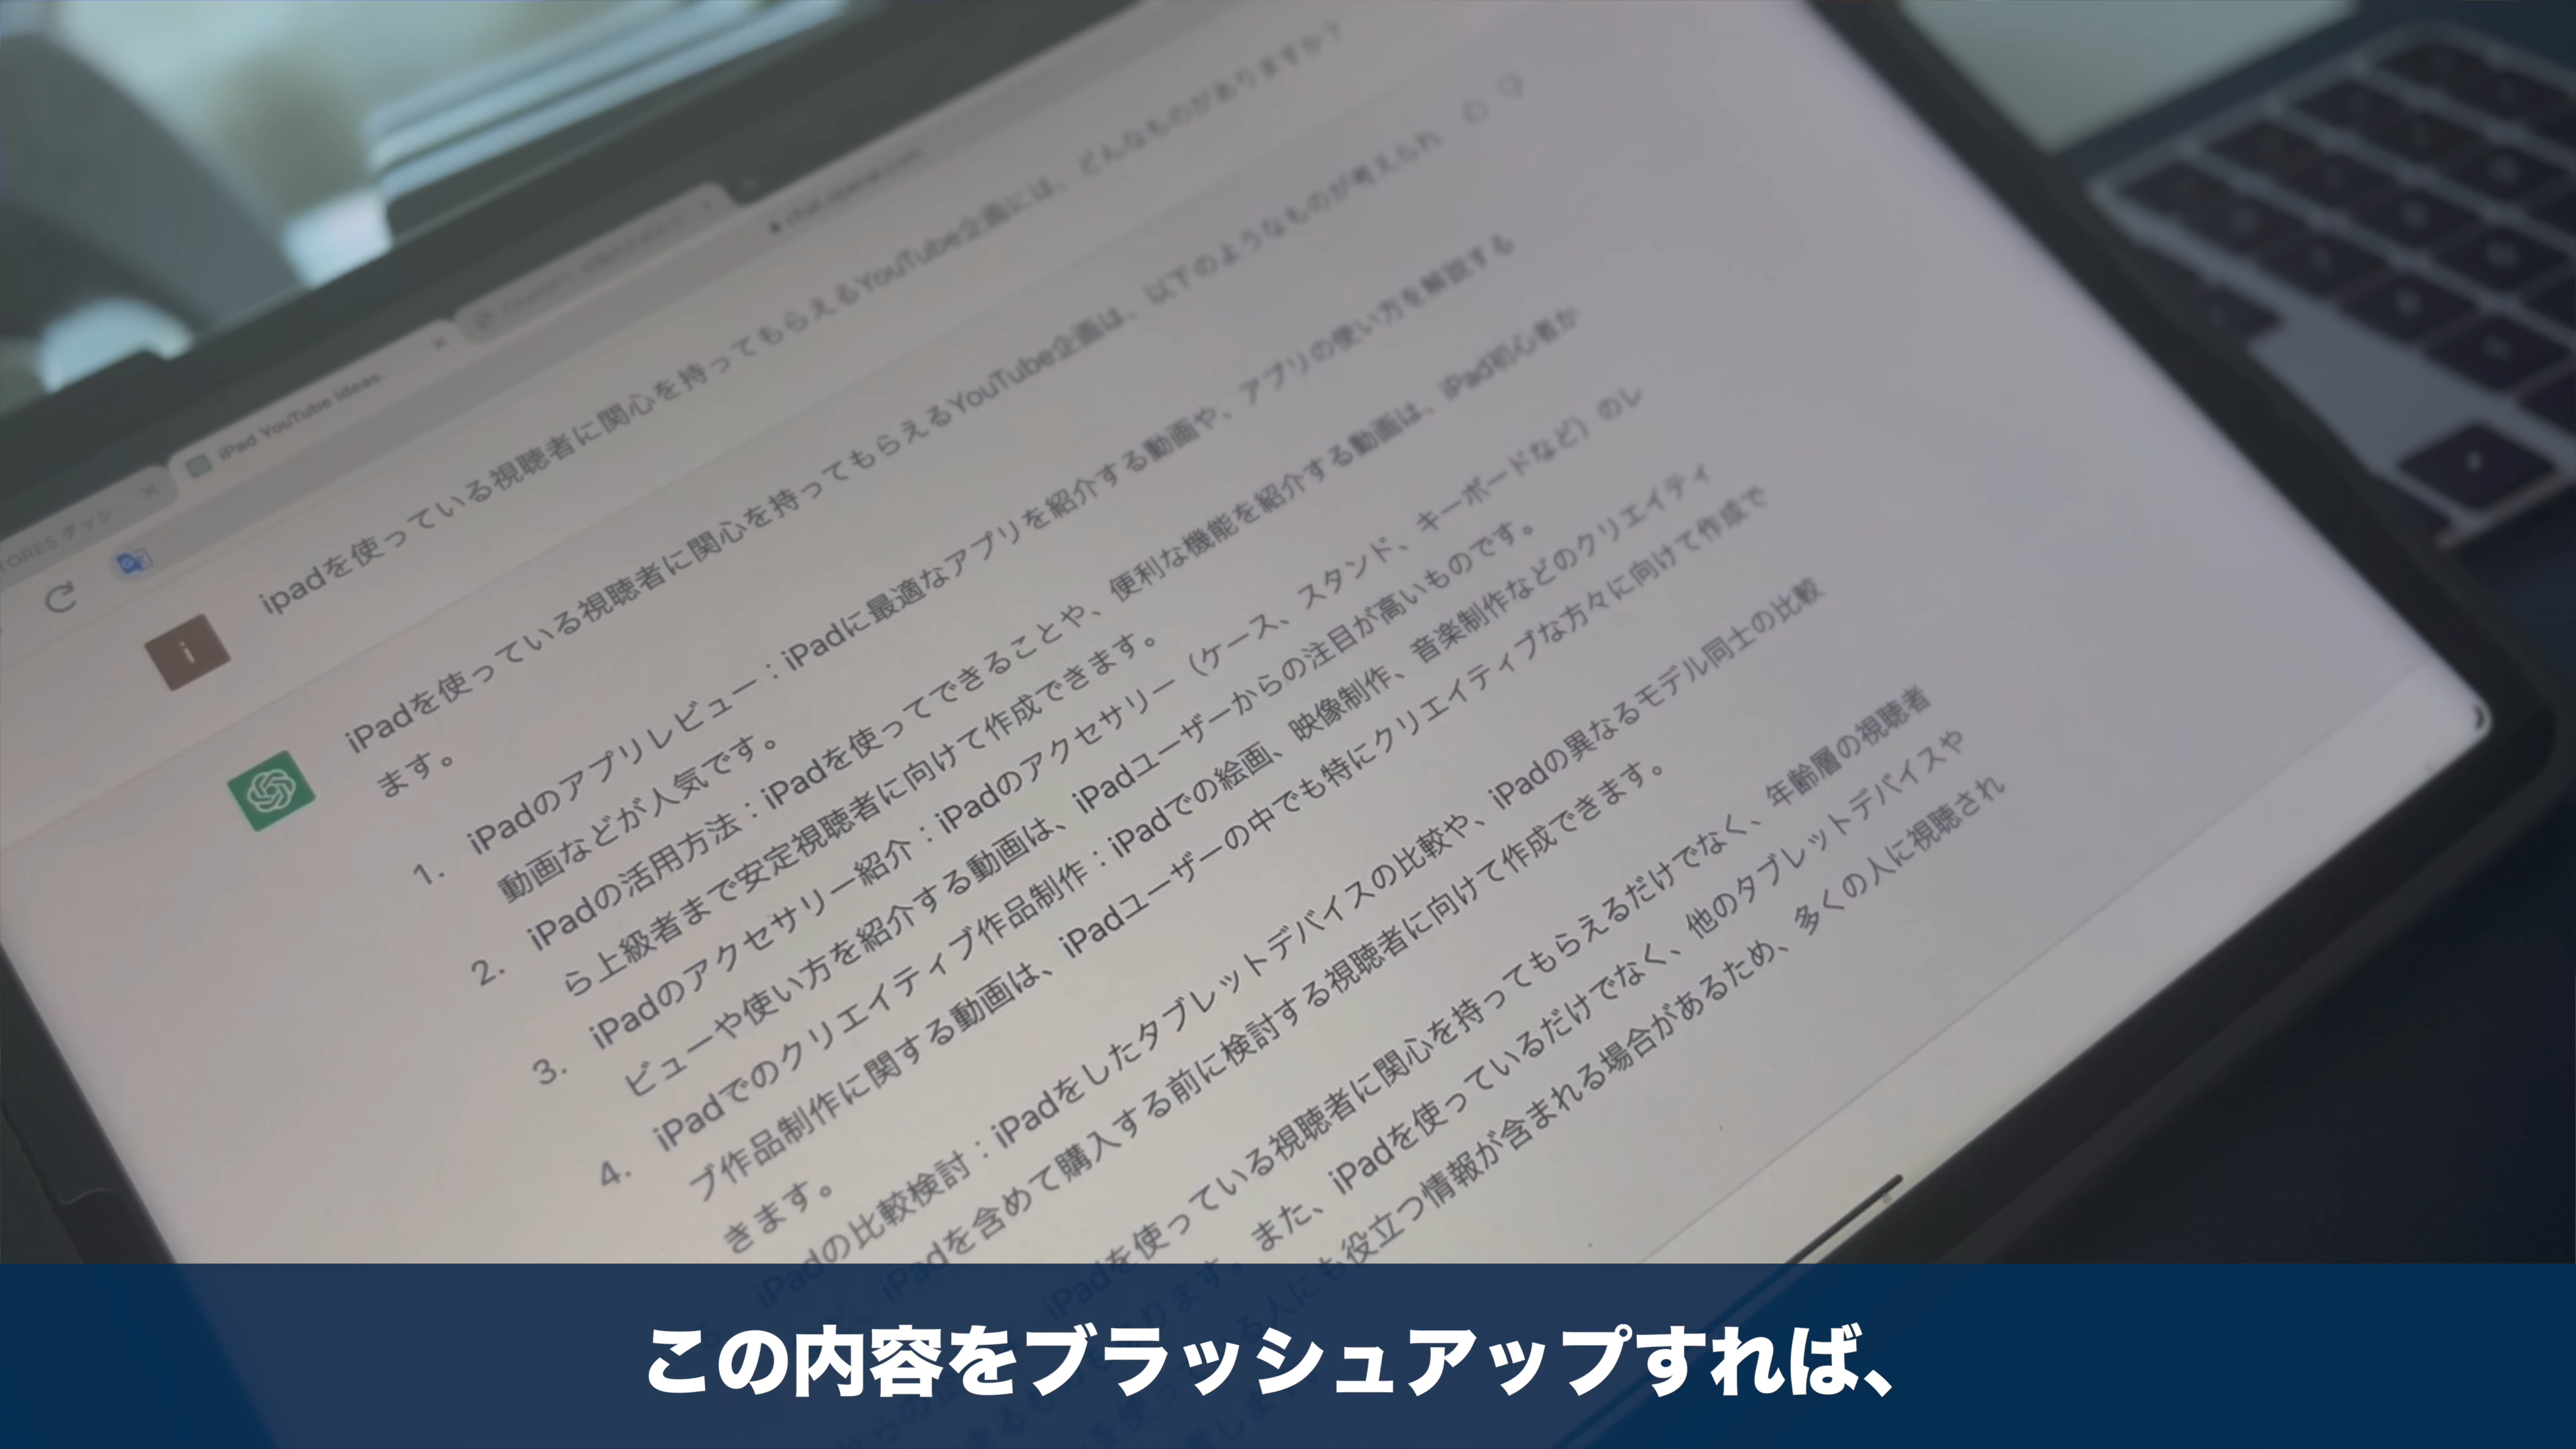 TORES ダッシ
iPad YouTube Ideas.
chat.openai.com
ipadを使っている視聴者に関心を持ってもらえるYouTube企画には、どんなものがありますか?
iPadを使っている視聴者に関心を持ってもらえるYouTube企画は、以下のようなものが考えられ
ます。
1. iPadのアプリレビュー：iPadに最適なアプリを紹介する動画や、アプリの使い方を解説する
動画などが人気です。
2. iPadの活用方法：iPadを使ってできることや、便利な機能を紹介する動画は、iPad初心者か
ら上級者まで安定視聴者に向けて作成できます。
3. iPadのアクセサリー紹介：iPadのアクセサリー（ケース、スタンド、キーボードなど）のレ
ビューや使い方を紹介する動画は、iPadユーザーからの注目が高いものです。
4. iPadでのクリエイティブ作品制作：iPadでの絵画、映像制作、音楽制作などのクリエイティ
ブ作品制作に関する動画は、iPadユーザーの中でも特にクリエイティブな方々に向けて作成で
きます。
iPadの比較検討：iPadをしたタブレットデバイスの比較や、iPadの異なるモデル同士の比較
iPadを含めて購入する前に検討する視聴者に向けて作成できます。
iPadを使っている視聴者に関心を持ってもらえるだけでなく、年齢層の視聴者
ります。また、iPadを使っているだけでなく、他のタブレットデバイスや
人にも役立つ情報が含まれる場合があるため、多くの人に視聴され
この内容をブラッシュアップすれば、